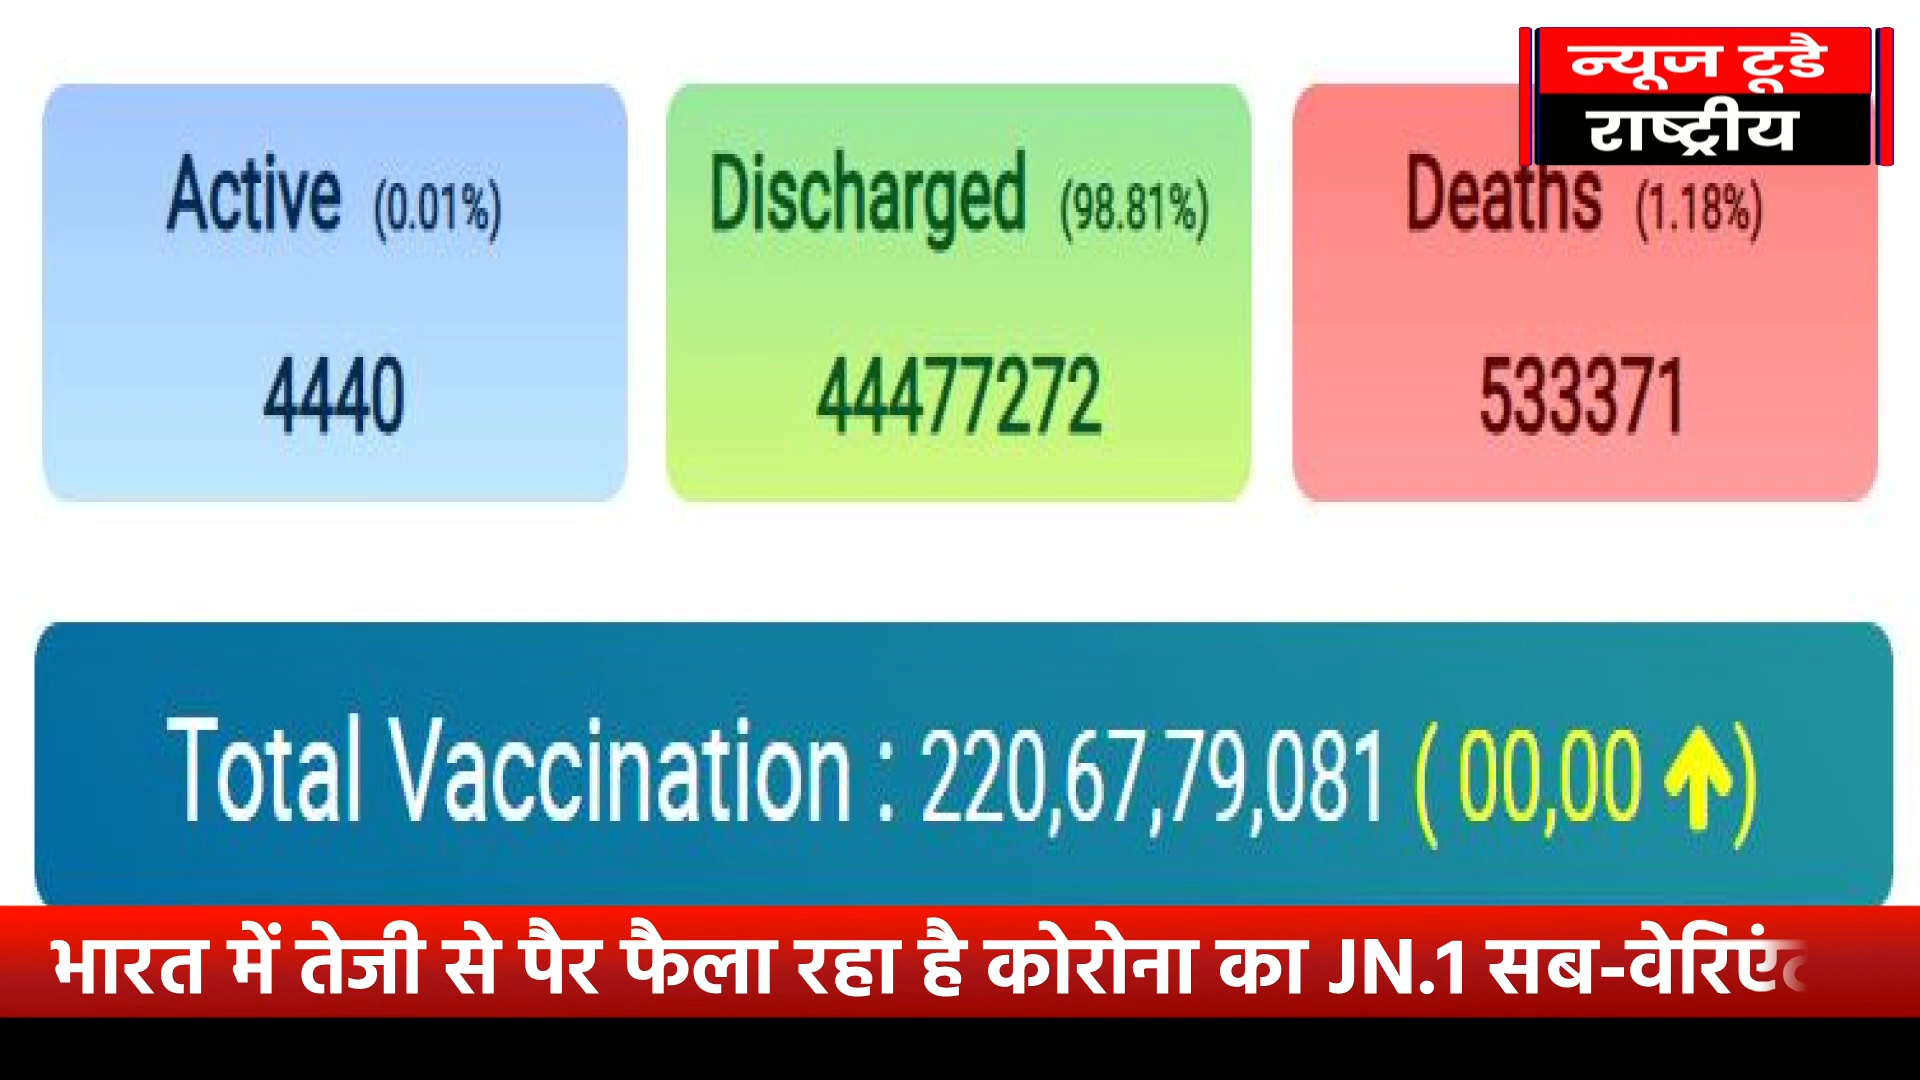 न्यूज टूडै
राष्ट्रीय
Active (0.01%)
Discharged (98.81%)
Deaths (1.18%)
4440
44477272
533371
Total Vaccination : 220,67,79,081 ( 00,00 ↑)
भारत में तेजी से पैर फैला रहा है कोरोना का JN.1